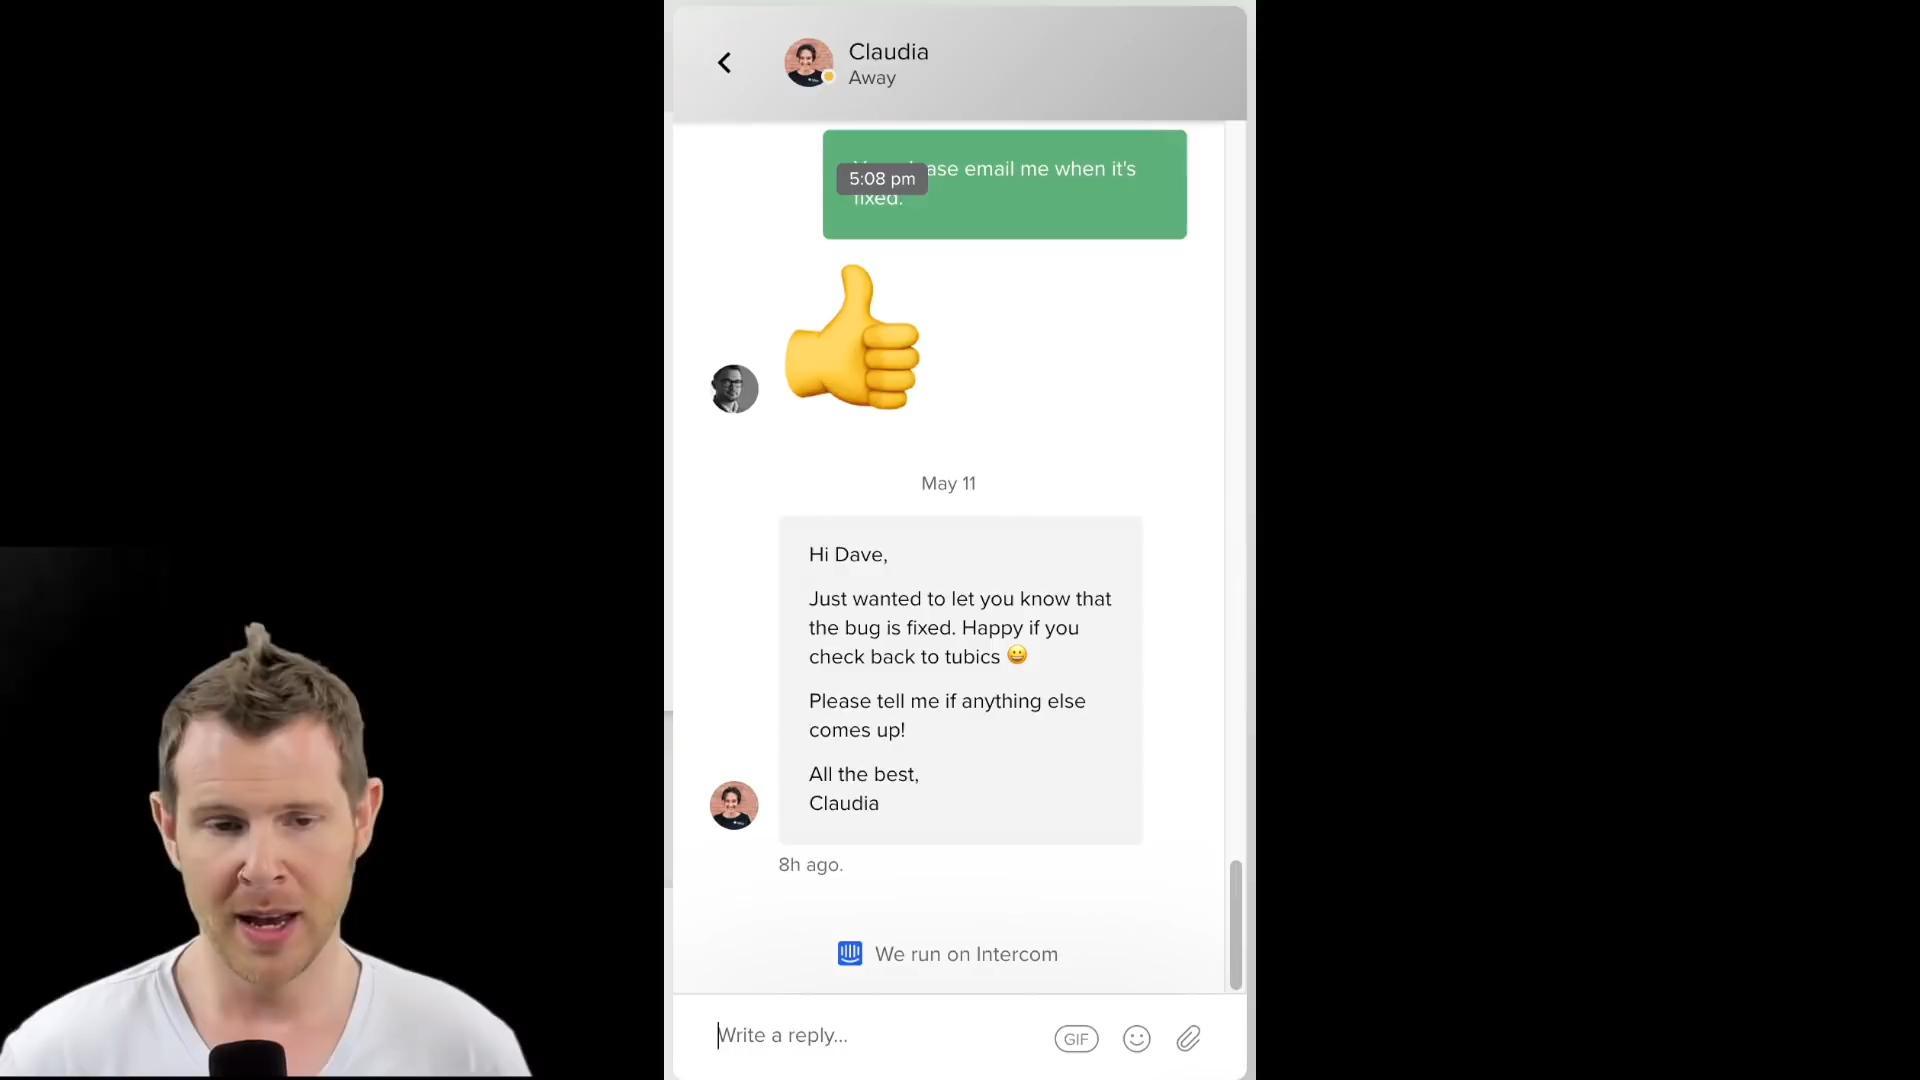 Claudia
Away
ase email me when it's
5:08 pm
fixed.
May 11
Hi Dave,
Just wanted to let you know that
the bug is fixed. Happy if you
check back to tubics 😀
Please tell me if anything else
comes up!
All the best,
Claudia
8h ago.
We run on Intercom
Write a reply...
GIF